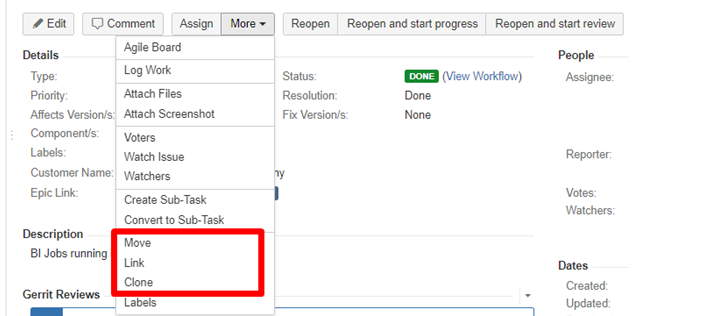 Edit Comment Assign More Reopen Reopen and start progress Reopen and start review
Details
Type:
Priority:
Affects Version/s:
Component/s:
Labels:
Customer Name:
Epic Link:
Agile Board
Log Work
Attach Files
Attach Screenshot
Voters
Watch Issue
Watchers
Create Sub-Task
Convert to Sub-Task
Move
Link
Clone
Labels
Status: DONE (View Workflow)
Resolution: Done
Fix Version/s: None
ny
People
Assignee:
Reporter:
Votes:
Watchers:
Description
BI Jobs running
Gerrit Reviews
Dates
Created:
Updated: